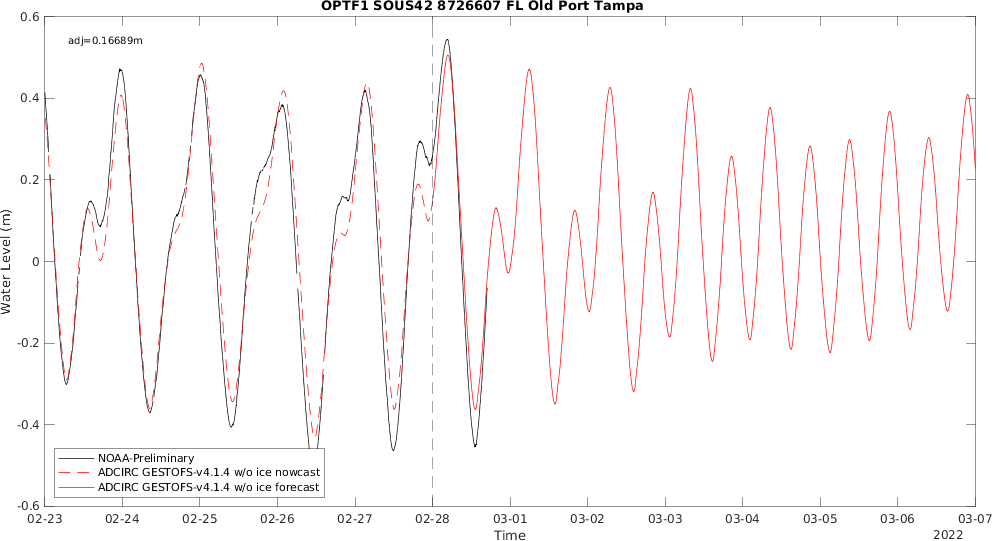 OPTF1 SOUS42 8726607 FL Old Port Tampa
adj=0.16689m
0.6
0.4
0.2
0
-0.2
-0.4
-0.6
Water Level (m)
NOAA-Preliminary
ADCIRC GESTOFS-v4.1.4 w/o ice nowcast
ADCIRC GESTOFS-v4.1.4 w/o ice forecast
02-23 02-24 02-25 02-26 02-27 02-28 03-01 03-02 03-03 03-04 03-05 03-06 03-07
Time
2022